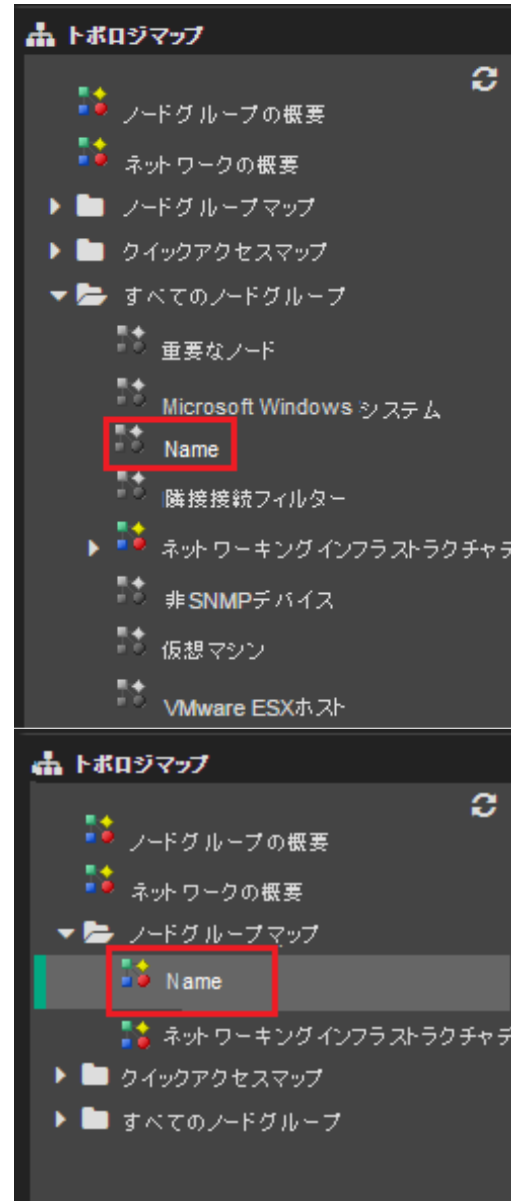 トポロジマップ
ノードグループの概要
ネットワークの概要
ノードグループマップ
クイックアクセスマップ
すべてのノードグループ
重要なノード
Microsoft Windows システム
Name
隣接接続フィルター
ネットワーキングインフラストラクチャデ
非SNMPデバイス
仮想マシン
VMware ESXホスト
トポロジマップ
ノードグループの概要
ネットワークの概要
ノードグループマップ
Name
ネットワーキングインフラストラクチャデ
クイックアクセスマップ
すべてのノードグループ